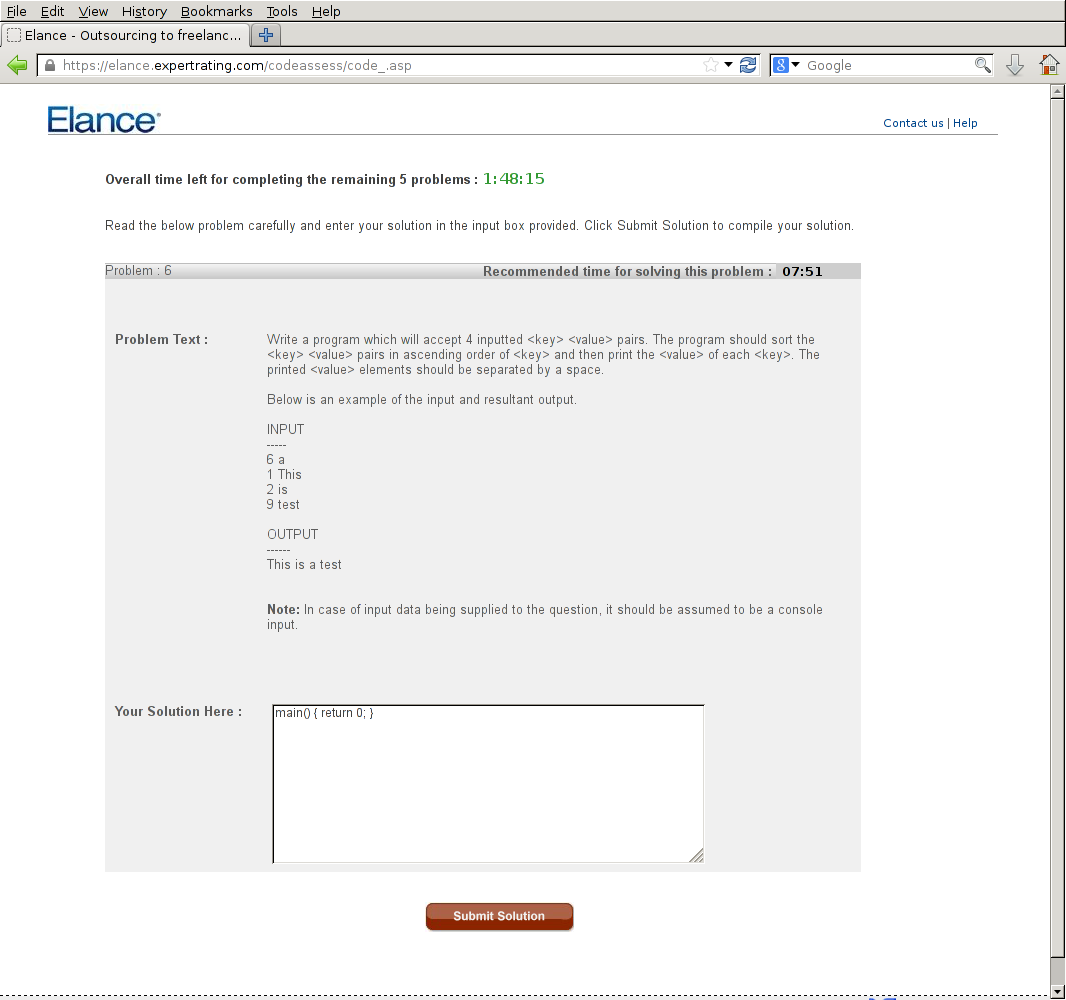 File Edit View History Bookmarks Tools Help
Elance - Outsourcing to freelanc...
https://elance.expertrating.com/codeassess/code_.asp
8 Google
Elance
Contact us | Help
Overall time left for completing the remaining 5 problems : 1:48:15
Read the below problem carefully and enter your solution in the input box provided. Click Submit Solution to compile your solution.
Problem : 6 Recommended time for solving this problem : 07:51
Problem Text :
Write a program which will accept 4 inputted <key> <value> pairs. The program should sort the
<key> <value> pairs in ascending order of <key> and then print the <value> of each <key>. The
printed <value> elements should be separated by a space.
Below is an example of the input and resultant output.
INPUT
-----
6 a
1 This
2 is
9 test
OUTPUT
------
This is a test
Note: In case of input data being supplied to the question, it should be assumed to be a console
input.
Your Solution Here :
main() { return 0; }
Submit Solution